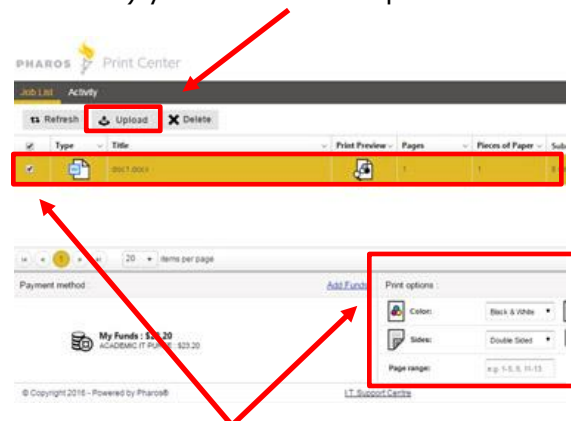 PHAROS Print Center
Job List Activity
Refresh Upload Delete
Type Title Print Preview Pages Pieces of Paper
doc1.docx 1 1
1 20 items per page
Payment method : Add Funds Print options :
Color: Black & White
My Funds : $23.20
ACADEMIC IT PURSE : $23.20
Sides: Double Sided
Page range: e.g. 1-5, 8, 11-13
© Copyright 2016 - Powered by Pharos® I.T. Support Centre